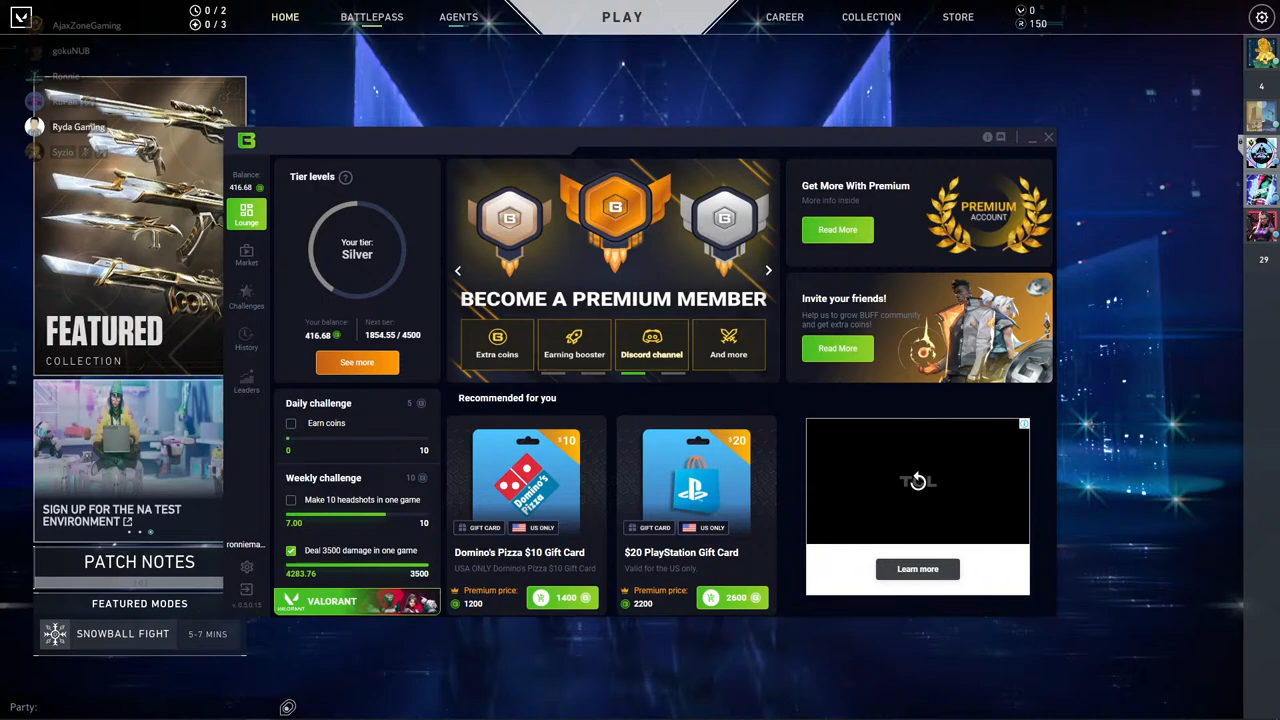 AjaxZoneGaming
gokuNUB
Ronnie
Ryda Gaming
Syzio
0 / 2
0 / 3
HOME
BATTLEPASS
AGENTS
PLAY
CAREER
COLLECTION
STORE
0
150
4
29
FEATURED
COLLECTION
SIGN UP FOR THE NA TEST
ENVIRONMENT
PATCH NOTES
FEATURED MODES
SNOWBALL FIGHT
5-7 MINS
Party:
Balance:
416.68
Lounge
Market
Challenges
History
Leaders
ronniema...
v. 0.3.0.15
Tier levels ?
Your tier:
Silver
Your balance:
416.68
Next tier:
1854.55 / 4500
See more
BECOME A PREMIUM MEMBER
Extra coins
Earning booster
Discord channel
And more
Get More With Premium
More info inside
Read More
PREMIUM
ACCOUNT
Invite your friends!
Help us to grow BUFF community
and get extra coins!
Read More
Daily challenge 5
Earn coins
0 10
Weekly challenge 10
Make 10 headshots in one game
7.00 10
Deal 3500 damage in one game
4283.76 3500
VALORANT
Recommended for you
$10
Domino's
Pizza
GIFT CARD
US ONLY
Domino's Pizza $10 Gift Card
USA ONLY Domino's Pizza $10 Gift Card
Premium price:
1200
1400
$20
GIFT CARD
US ONLY
$20 PlayStation Gift Card
Valid for the US only.
Premium price:
2200
2600
Learn more